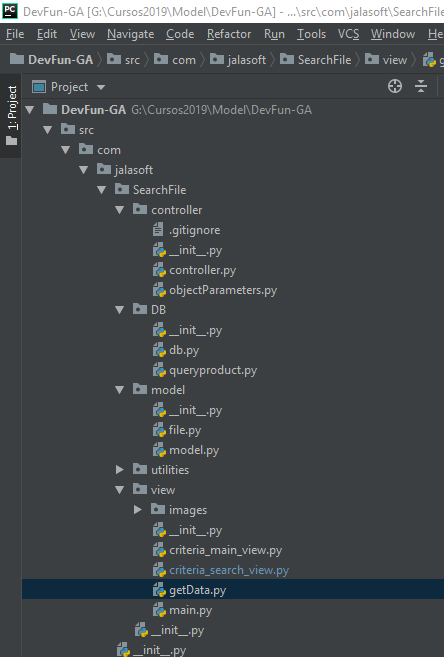 PC DevFun-GA [G:\Cursos2019\Model\DevFun-GA] - ...\src\com\jalasoft\SearchFile
File Edit View Navigate Code Refactor Run Tools VCS Window He
DevFun-GA src com jalasoft SearchFile view g
Project
1: Project
DevFun-GA G:\Cursos2019\Model\DevFun-GA
src
com
jalasoft
SearchFile
controller
.gitignore
__init__.py
controller.py
objectParameters.py
DB
__init__.py
db.py
queryproduct.py
model
__init__.py
file.py
model.py
utilities
view
images
__init__.py
criteria_main_view.py
criteria_search_view.py
getData.py
main.py
__init__.py
__init__.py